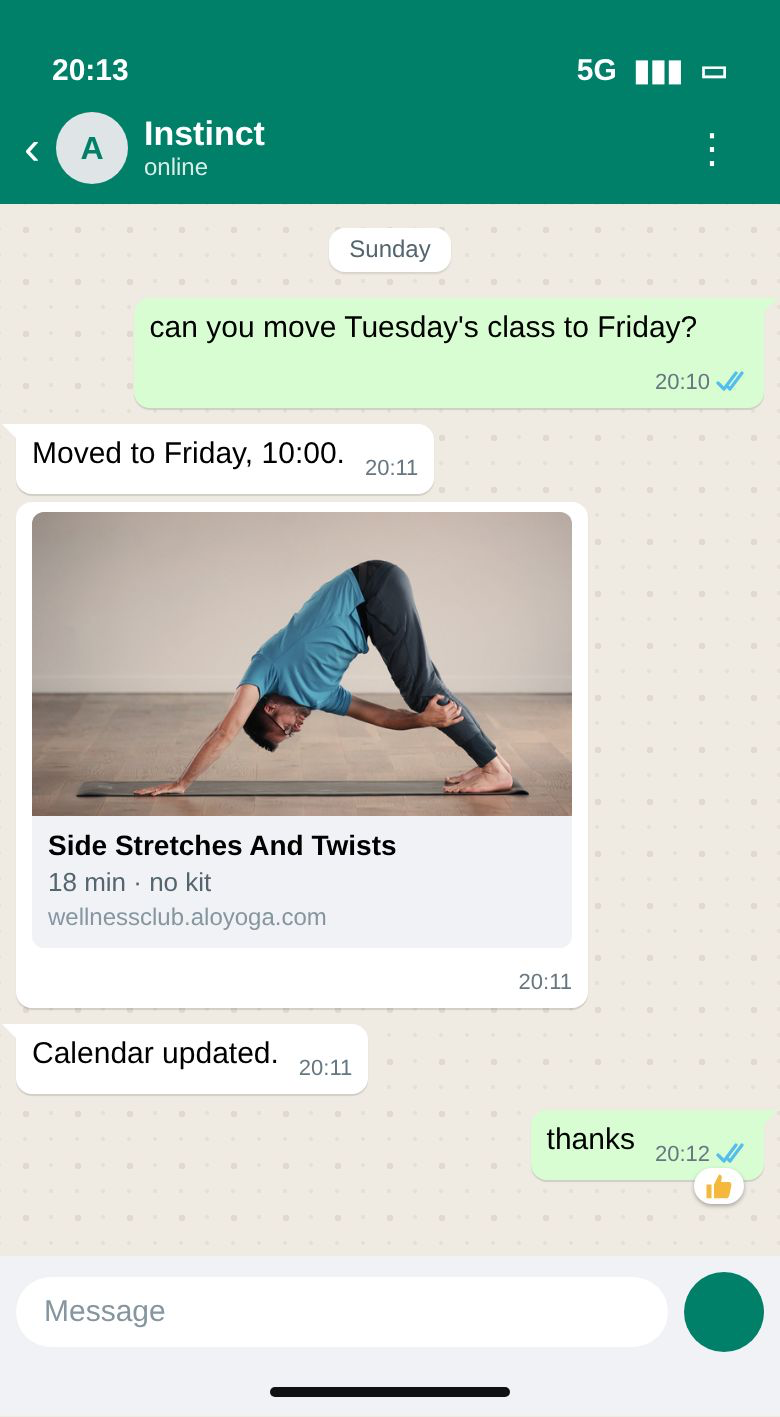 20:13
5G
A
Instinct
online
Sunday
can you move Tuesday's class to Friday?
20:10
Moved to Friday, 10:00.
20:11
Side Stretches And Twists
18 min · no kit
wellnessclub.aloyoga.com
20:11
Calendar updated.
20:11
thanks
20:12
Message